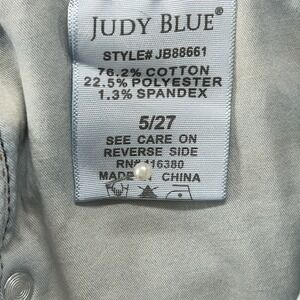 JUDY BLUE®
STYLE# JB88661
76.2% COTTON
22.5% POLYESTER
1.3% SPANDEX
5/27
SEE CARE ON
REVERSE SIDE
RN# 116380
MADE IN CHINA